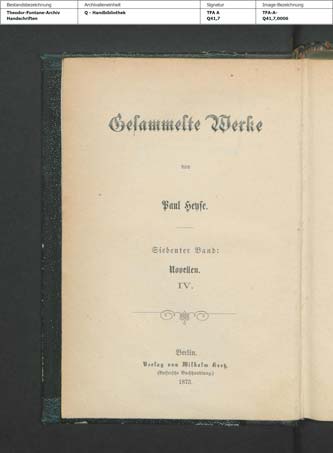 Bestandsbezeichnung Archivalieneinheit Signatur Image-Bezeichnung
Theodor-Fontane-Archiv Q - Handbibliothek TFA A TFA-A-
Handschriften Q41,7 Q41,7,0006
Gesammelte Werke
von
Paul Heyse.
Siebenter Band:
Novellen.
IV.
Berlin.
Verlag von Wilhelm Hertz.
(Bessersche Buchhandlung.)
1873.